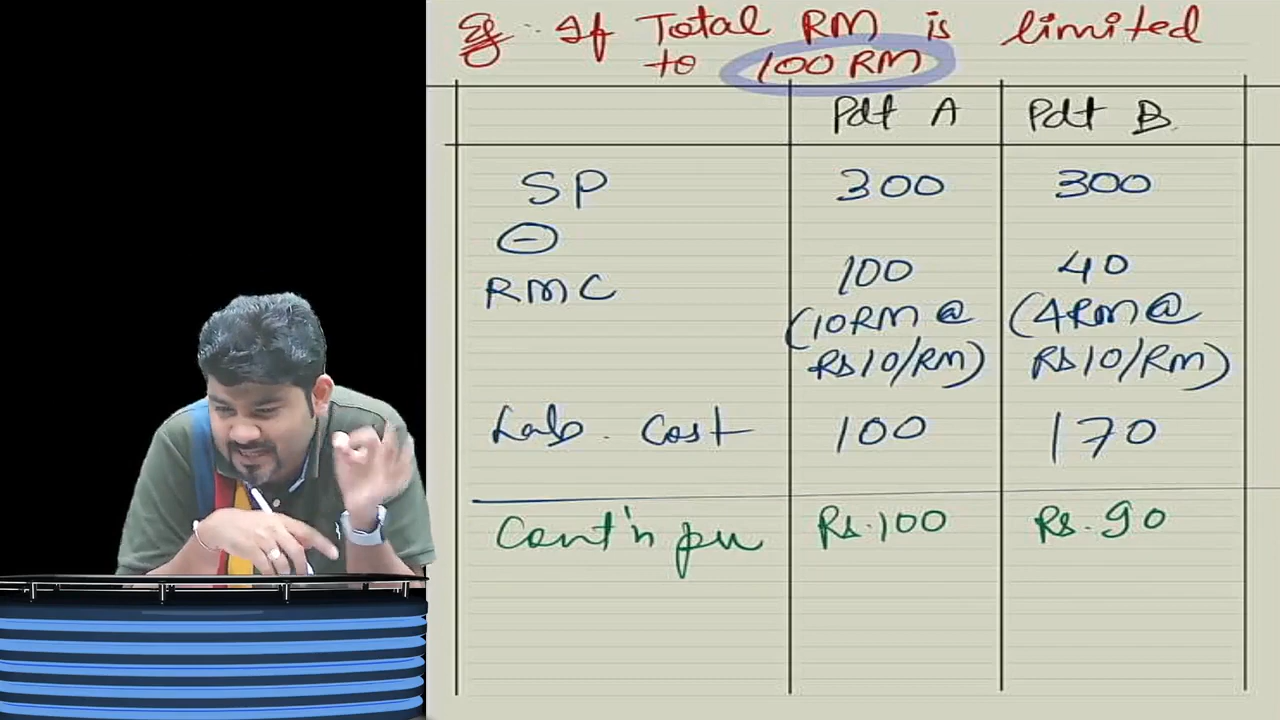 Eg. If Total RM is limited
to 100 RM
Pdt A Pdt B
SP 300 300
(-)
RMC 100 40
(10RM @ (4RM @
Rs10/RM) Rs10/RM)
Lab. Cost 100 170
Cont'n pu Rs.100 Rs.90